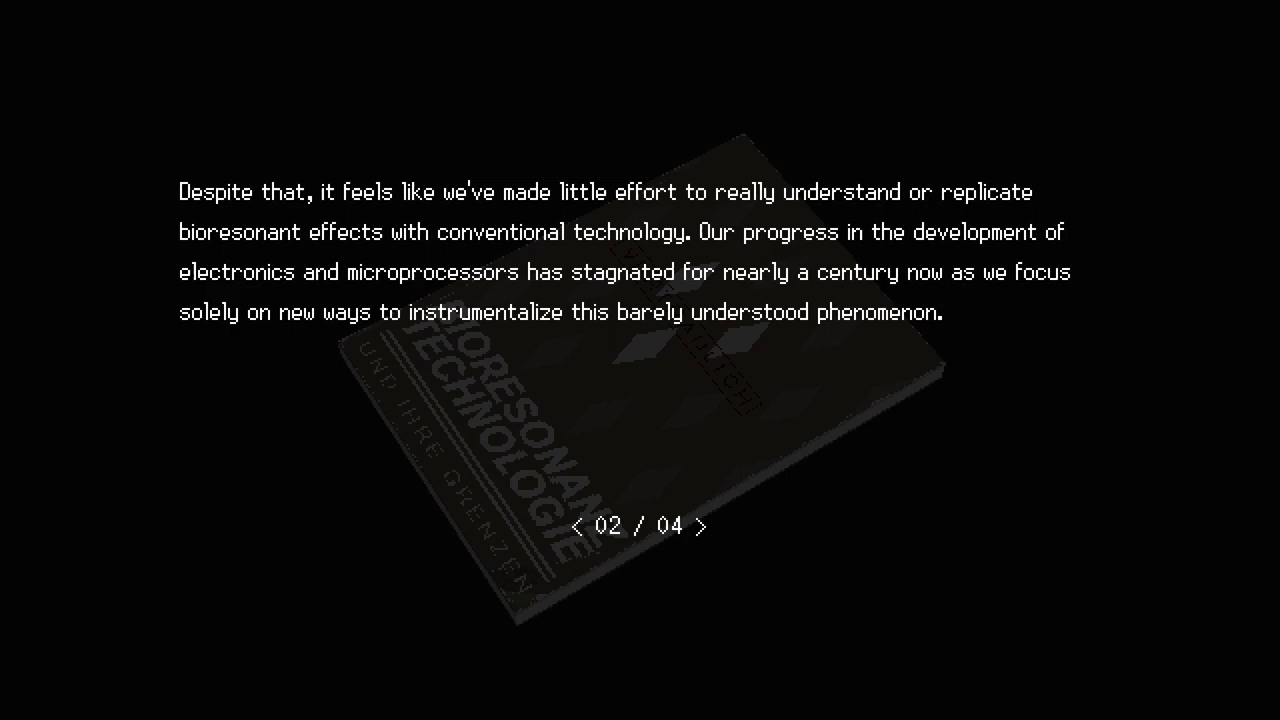 Despite that, it feels like we've made little effort to really understand or replicate
bioresonant effects with conventional technology. Our progress in the development of
electronics and microprocessors has stagnated for nearly a century now as we focus
solely on new ways to instrumentalize this barely understood phenomenon.
BIORESONANZ
TECHNOLOGIE
UND IHRE GRENZEN
< 02 / 04 >